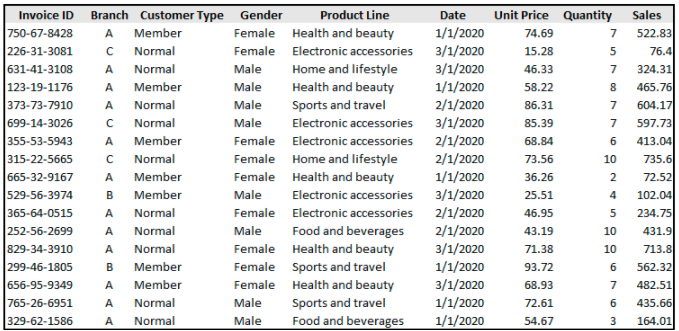 Invoice ID Branch Customer Type Gender Product Line Date Unit Price Quantity Sales
750-67-8428 A Member Female Health and beauty 1/1/2020 74.69 7 522.83
226-31-3081 C Normal Female Electronic accessories 3/1/2020 15.28 5 76.4
631-41-3108 A Normal Male Home and lifestyle 3/1/2020 46.33 7 324.31
123-19-1176 A Member Male Health and beauty 1/1/2020 58.22 8 465.76
373-73-7910 A Normal Male Sports and travel 2/1/2020 86.31 7 604.17
699-14-3026 C Normal Male Electronic accessories 3/1/2020 85.39 7 597.73
355-53-5943 A Member Female Electronic accessories 2/1/2020 68.84 6 413.04
315-22-5665 C Normal Female Home and lifestyle 2/1/2020 73.56 10 735.6
665-32-9167 A Member Female Health and beauty 1/1/2020 36.26 2 72.52
529-56-3974 B Member Male Electronic accessories 3/1/2020 25.51 4 102.04
365-64-0515 A Normal Female Electronic accessories 2/1/2020 46.95 5 234.75
252-56-2699 A Normal Male Food and beverages 2/1/2020 43.19 10 431.9
829-34-3910 A Normal Female Health and beauty 3/1/2020 71.38 10 713.8
299-46-1805 B Member Female Sports and travel 1/1/2020 93.72 6 562.32
656-95-9349 A Member Female Health and beauty 3/1/2020 68.93 7 482.51
765-26-6951 A Normal Male Sports and travel 1/1/2020 72.61 6 435.66
329-62-1586 A Normal Male Food and beverages 1/1/2020 54.67 3 164.01